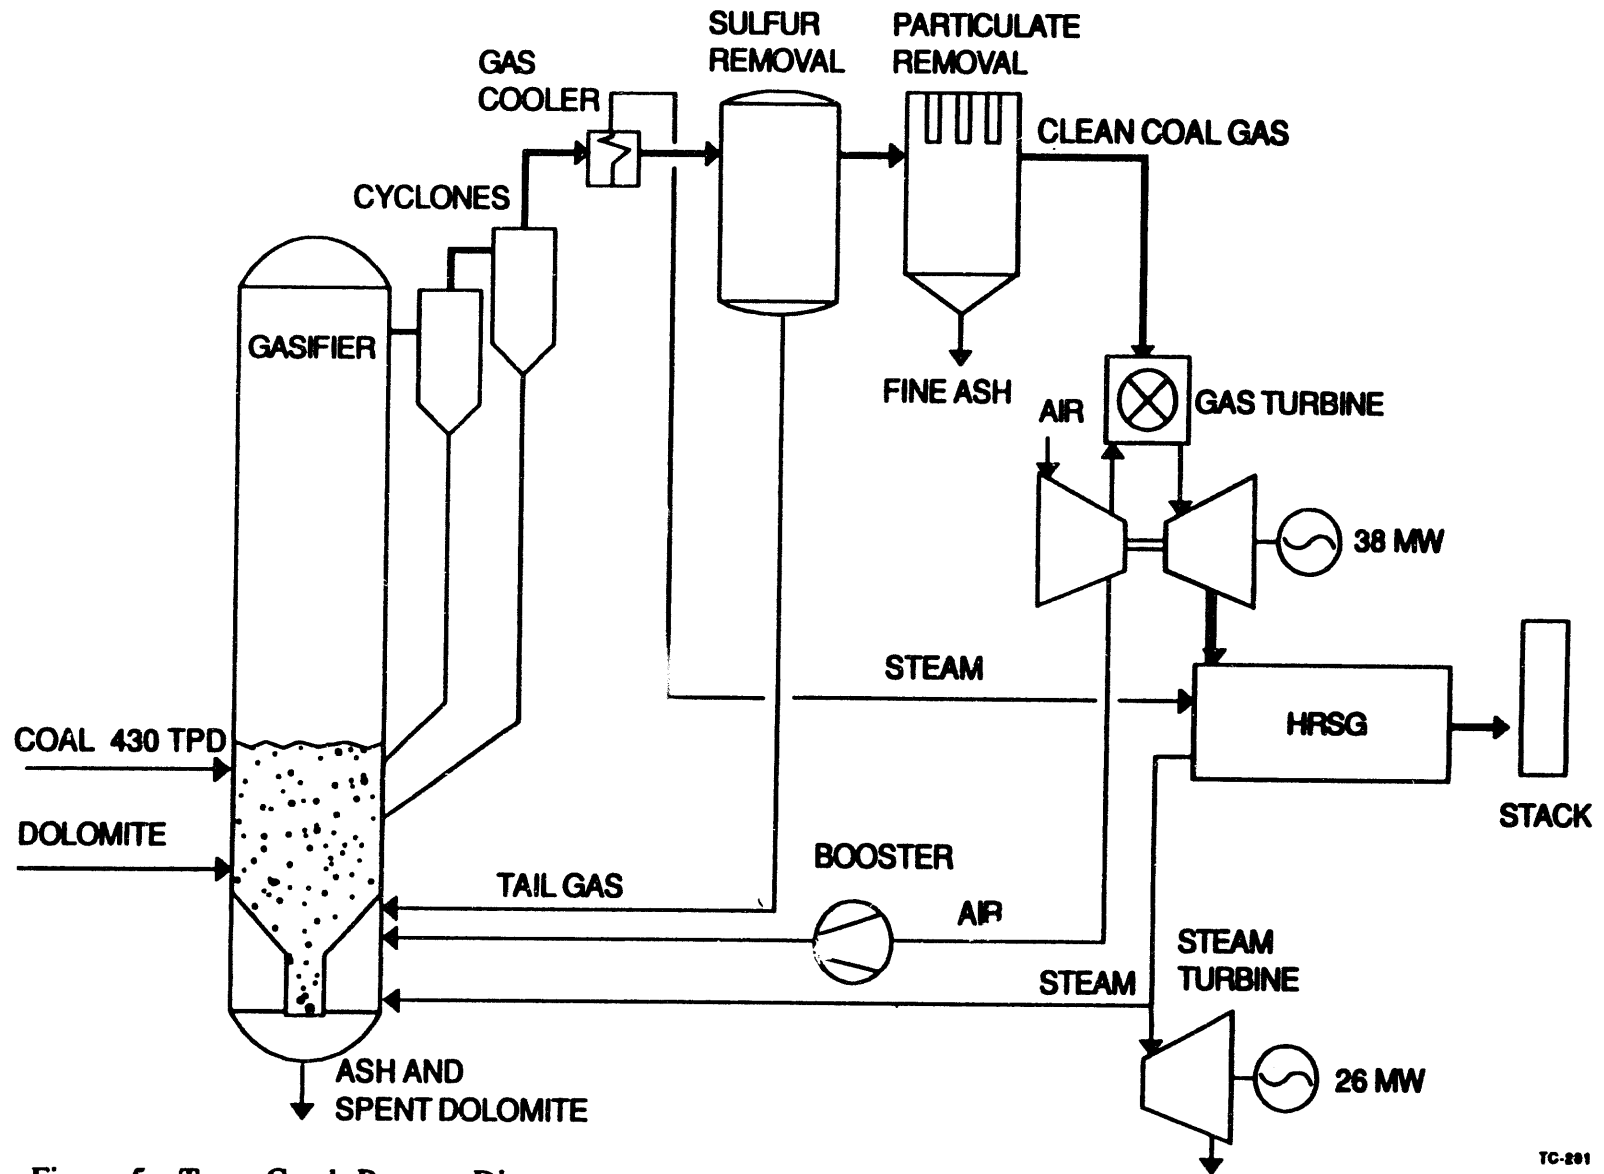 SULFUR
REMOVAL
PARTICULATE
REMOVAL
GAS
COOLER
CLEAN COAL GAS
CYCLONES
GASIFIER
FINE ASH
AIR
GAS TURBINE
38 MW
STEAM
HRSG
COAL 430 TPD
STACK
DOLOMITE
BOOSTER
TAIL GAS
AIR
STEAM
TURBINE
STEAM
ASH AND
SPENT DOLOMITE
26 MW
TC-291